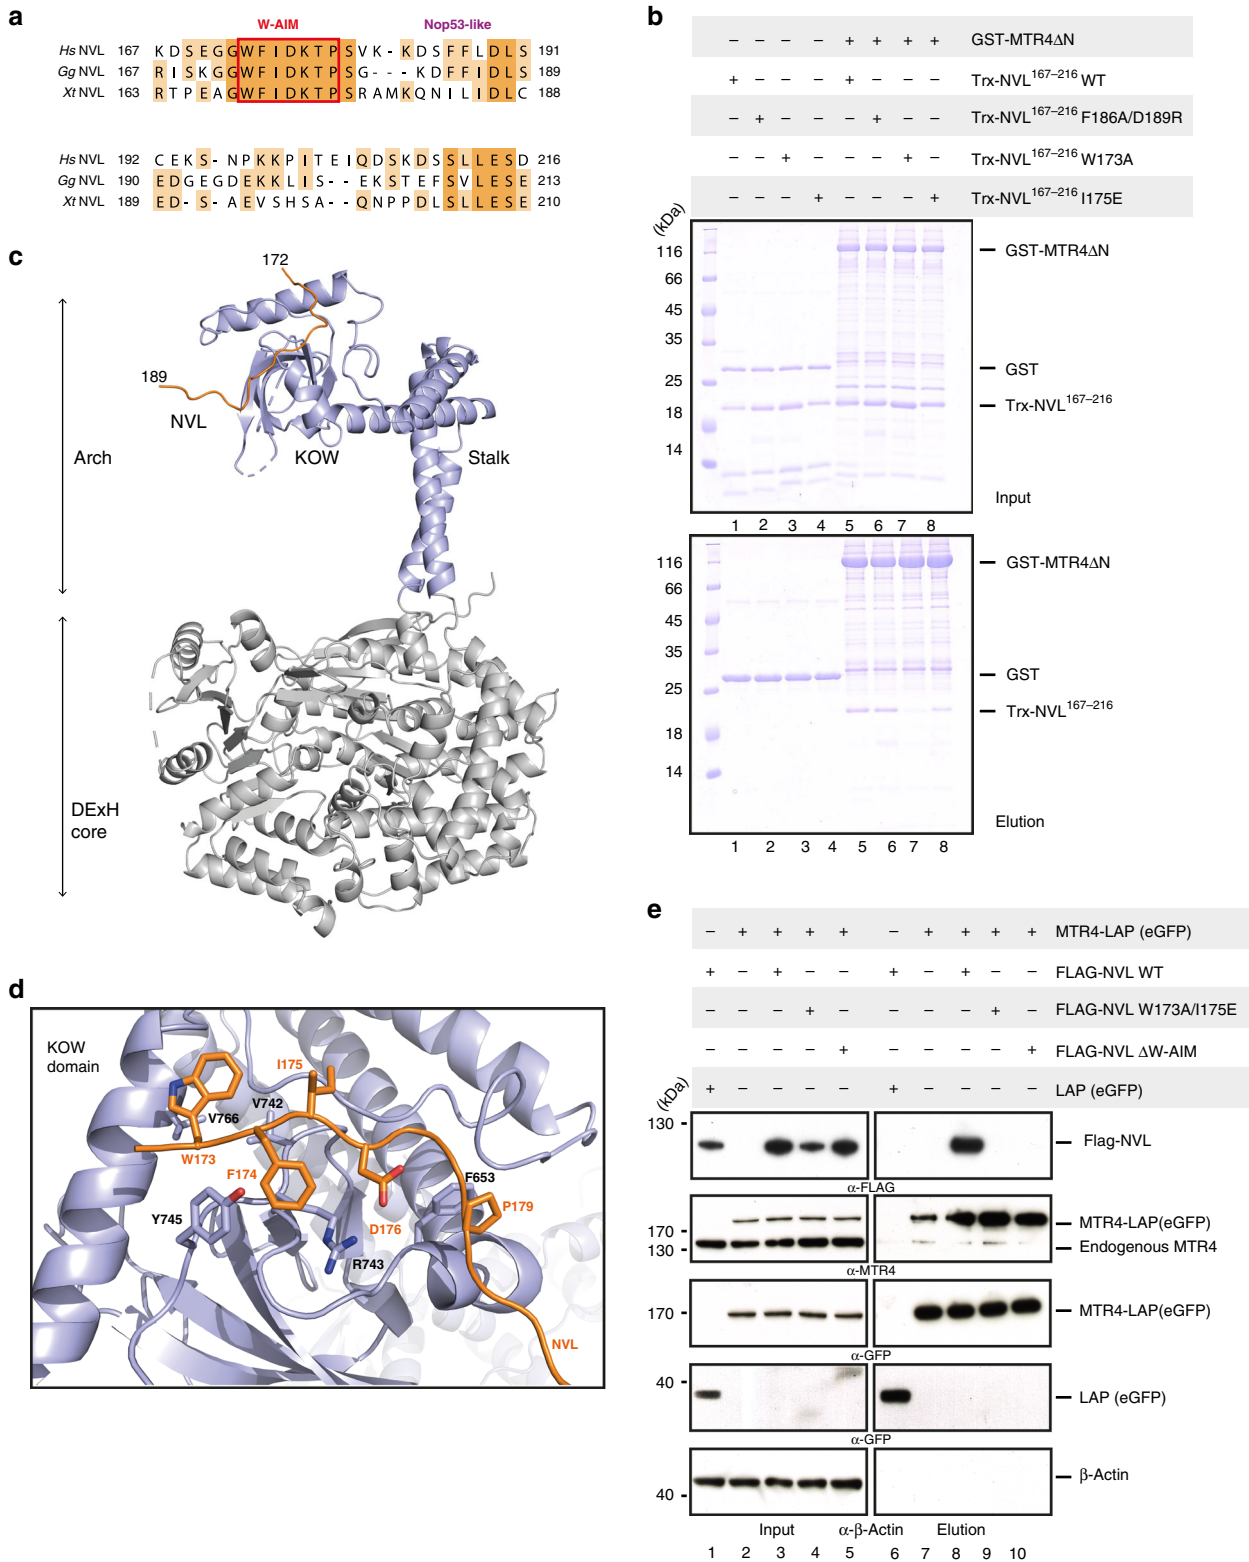 a
W-AIM Nop53-like
Hs NVL 167 K D S E G G W F I D K T P S V K - K D S F F L D L S 191
Gg NVL 167 R I S K G G W F I D K T P S G - - - K D F F I D L S 189
Xt NVL 163 R T P E A G W F I D K T P S R A M K Q N I L I D L C 188
Hs NVL 192 C E K S - N P K K P I T E I Q D S K D S S L L E S D 216
Gg NVL 190 E D G E G D E K K L I S - - E K S T E F S V L E S E 213
Xt NVL 189 E D - S - A E V S H S A - - Q N P P D L S L L E S E 210
b
– – – – + + + + GST-MTR4ΔN
+ – – – + – – – Trx-NVL167–216 WT
– + – – – + – – Trx-NVL167–216 F186A/D189R
– – + – – – + – Trx-NVL167–216 W173A
– – – + – – – + Trx-NVL167–216 I175E
(kDa)
116
66
45
35
25
18
14
GST-MTR4ΔN
GST
Trx-NVL167–216
Input
1 2 3 4 5 6 7 8
116
66
45
35
25
18
14
GST-MTR4ΔN
GST
Trx-NVL167–216
Elution
1 2 3 4 5 6 7 8
c
172
189
NVL
KOW
Stalk
Arch
DExH
core
d
KOW
domain
I175
V742
V766
W173
F174
F653
P179
Y745
D176
R743
NVL
e
– + + + + – + + + + MTR4-LAP (eGFP)
+ – + – – + – + – – FLAG-NVL WT
– – – + – – – – + – FLAG-NVL W173A/I175E
– – – – + – – – – + FLAG-NVL ΔW-AIM
+ – – – – + – – – – LAP (eGFP)
(kDa)
130
Flag-NVL
α-FLAG
170
130
MTR4-LAP(eGFP)
Endogenous MTR4
α-MTR4
170
MTR4-LAP(eGFP)
α-GFP
40
LAP (eGFP)
α-GFP
40
β-Actin
Input α-β-Actin Elution
1 2 3 4 5 6 7 8 9 10